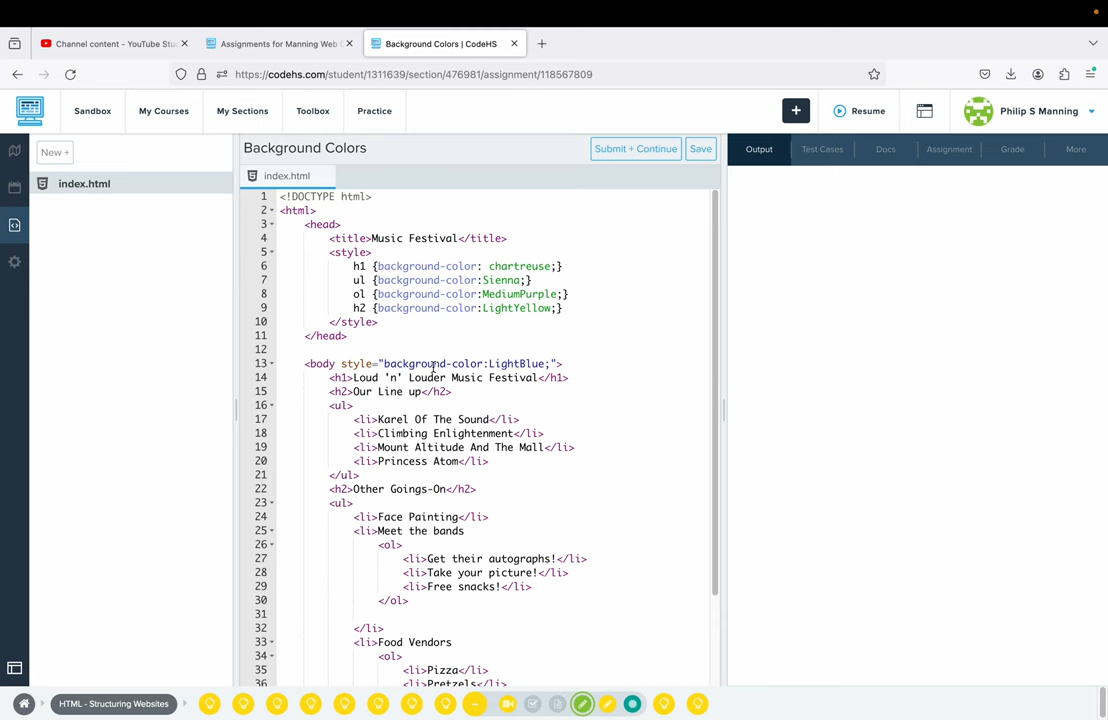 Channel content - YouTube Stu
Assignments for Manning Web
Background Colors | CodeHS
https://codehs.com/student/1311639/section/476981/assignment/118567809
Sandbox
My Courses
My Sections
Toolbox
Practice
+
Resume
Philip S Manning
New +
index.html
Background Colors
Submit + Continue
Save
index.html
Output
Test Cases
Docs
Assignment
Grade
More
1 <!DOCTYPE html>
2 <html>
3 <head>
4 <title>Music Festival</title>
5 <style>
6 h1 {background-color: chartreuse;}
7 ul {background-color:Sienna;}
8 ol {background-color:MediumPurple;}
9 h2 {background-color:LightYellow;}
10 </style>
11 </head>
12
13 <body style="background-color:LightBlue;">
14 <h1>Loud 'n' Louder Music Festival</h1>
15 <h2>Our Line up</h2>
16 <ul>
17 <li>Karel Of The Sound</li>
18 <li>Climbing Enlightenment</li>
19 <li>Mount Altitude And The Mall</li>
20 <li>Princess Atom</li>
21 </ul>
22 <h2>Other Goings-On</h2>
23 <ul>
24 <li>Face Painting</li>
25 <li>Meet the bands
26 <ol>
27 <li>Get their autographs!</li>
28 <li>Take your picture!</li>
29 <li>Free snacks!</li>
30 </ol>
31
32 </li>
33 <li>Food Vendors
34 <ol>
35 <li>Pizza</li>
36 <li>Pretzels</li>
HTML - Structuring Websites